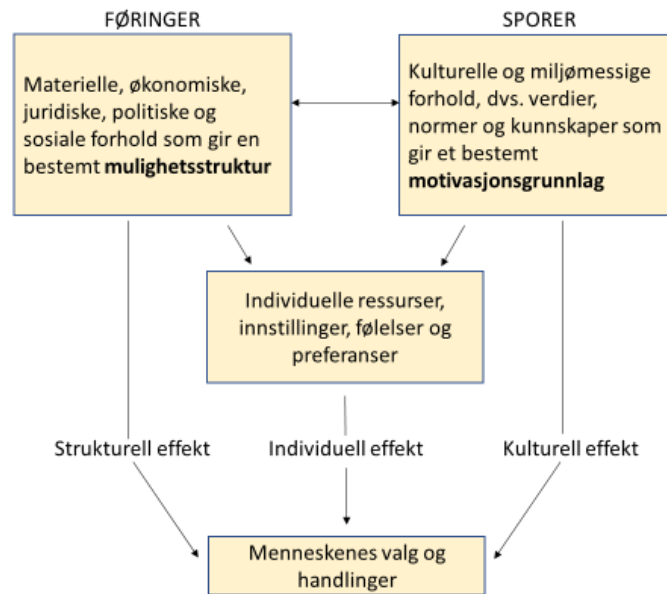 FØRINGER
Materielle, økonomiske,
juridiske, politiske og
sosiale forhold som gir en
bestemt mulighetsstruktur
SPORER
Kulturelle og miljømessige
forhold, dvs. verdier,
normer og kunnskaper som
gir et bestemt
motivasjonsgrunnlag
Individuelle ressurser,
innstillinger, følelser og
preferanser
Strukturell effekt
Individuell effekt
Kulturell effekt
Menneskenes valg og
handlinger